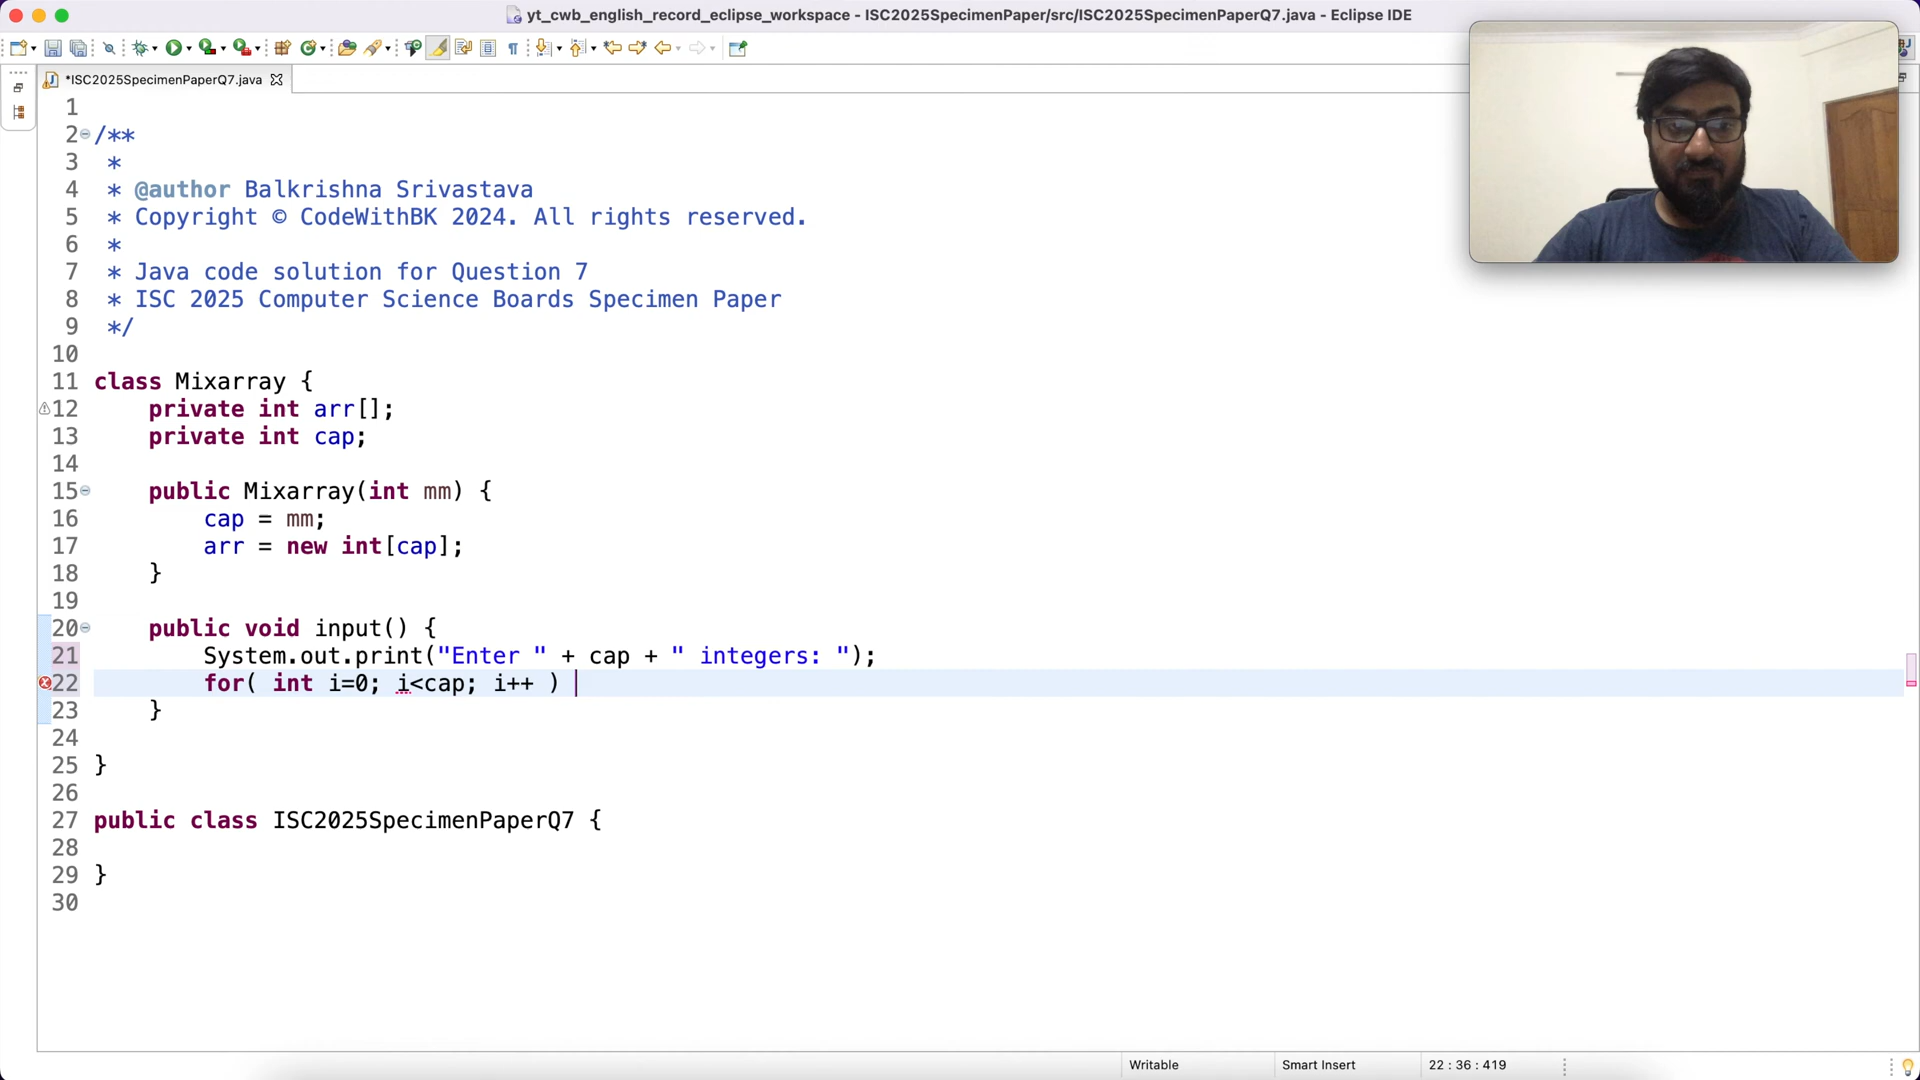 yt_cwb_english_record_eclipse_workspace - ISC2025SpecimenPaper/src/ISC2025SpecimenPaperQ7.java - Eclipse IDE
*ISC2025SpecimenPaperQ7.java
1
2 /**
3 *
4 * @author Balkrishna Srivastava
5 * Copyright © CodeWithBK 2024. All rights reserved.
6 *
7 * Java code solution for Question 7
8 * ISC 2025 Computer Science Boards Specimen Paper
9 */
10
11 class Mixarray {
12 private int arr[];
13 private int cap;
14
15 public Mixarray(int mm) {
16 cap = mm;
17 arr = new int[cap];
18 }
19
20 public void input() {
21 System.out.print("Enter " + cap + " integers: ");
22 for( int i=0; i<cap; i++ )
23 }
24
25 }
26
27 public class ISC2025SpecimenPaperQ7 {
28
29 }
30
Writable Smart Insert 22 : 36 : 419